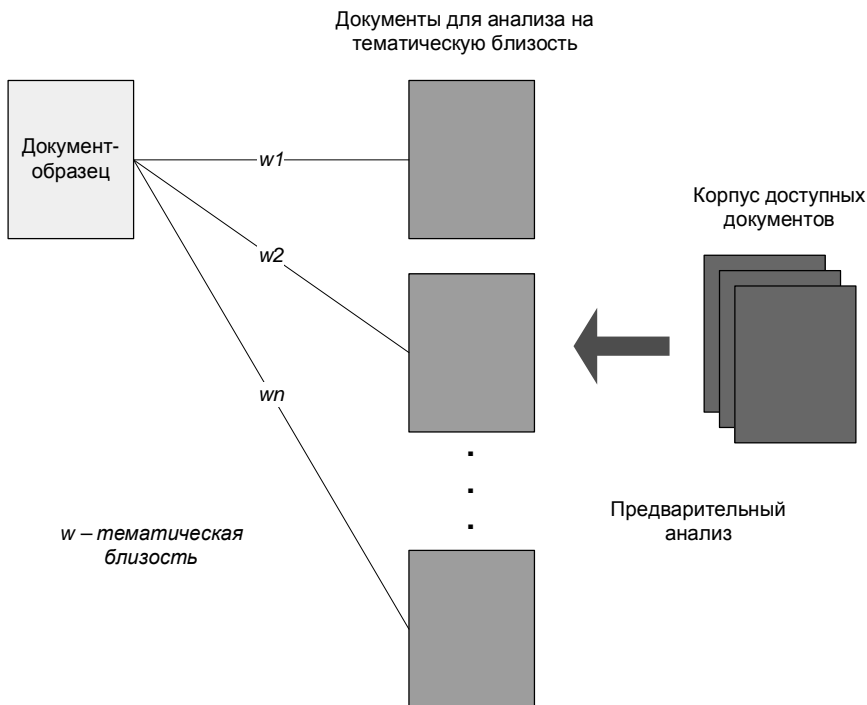 Документы для анализа на
тематическую близость
Документ-
образец
w1
w2
wn
Корпус доступных
документов
.
.
.
Предварительный
анализ
w – тематическая
близость